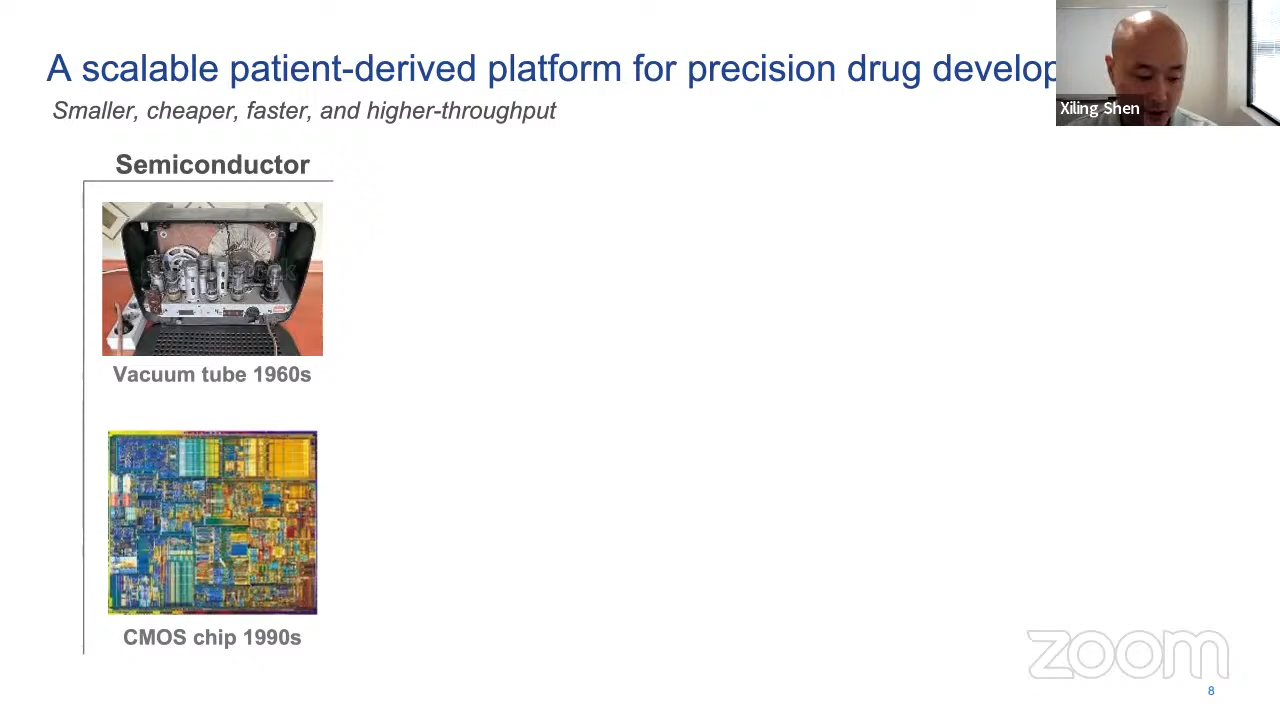 A scalable patient-derived platform for precision drug develop
Smaller, cheaper, faster, and higher-throughput
Xiling Shen
Semiconductor
Vacuum tube 1960s
CMOS chip 1990s
zoom
8